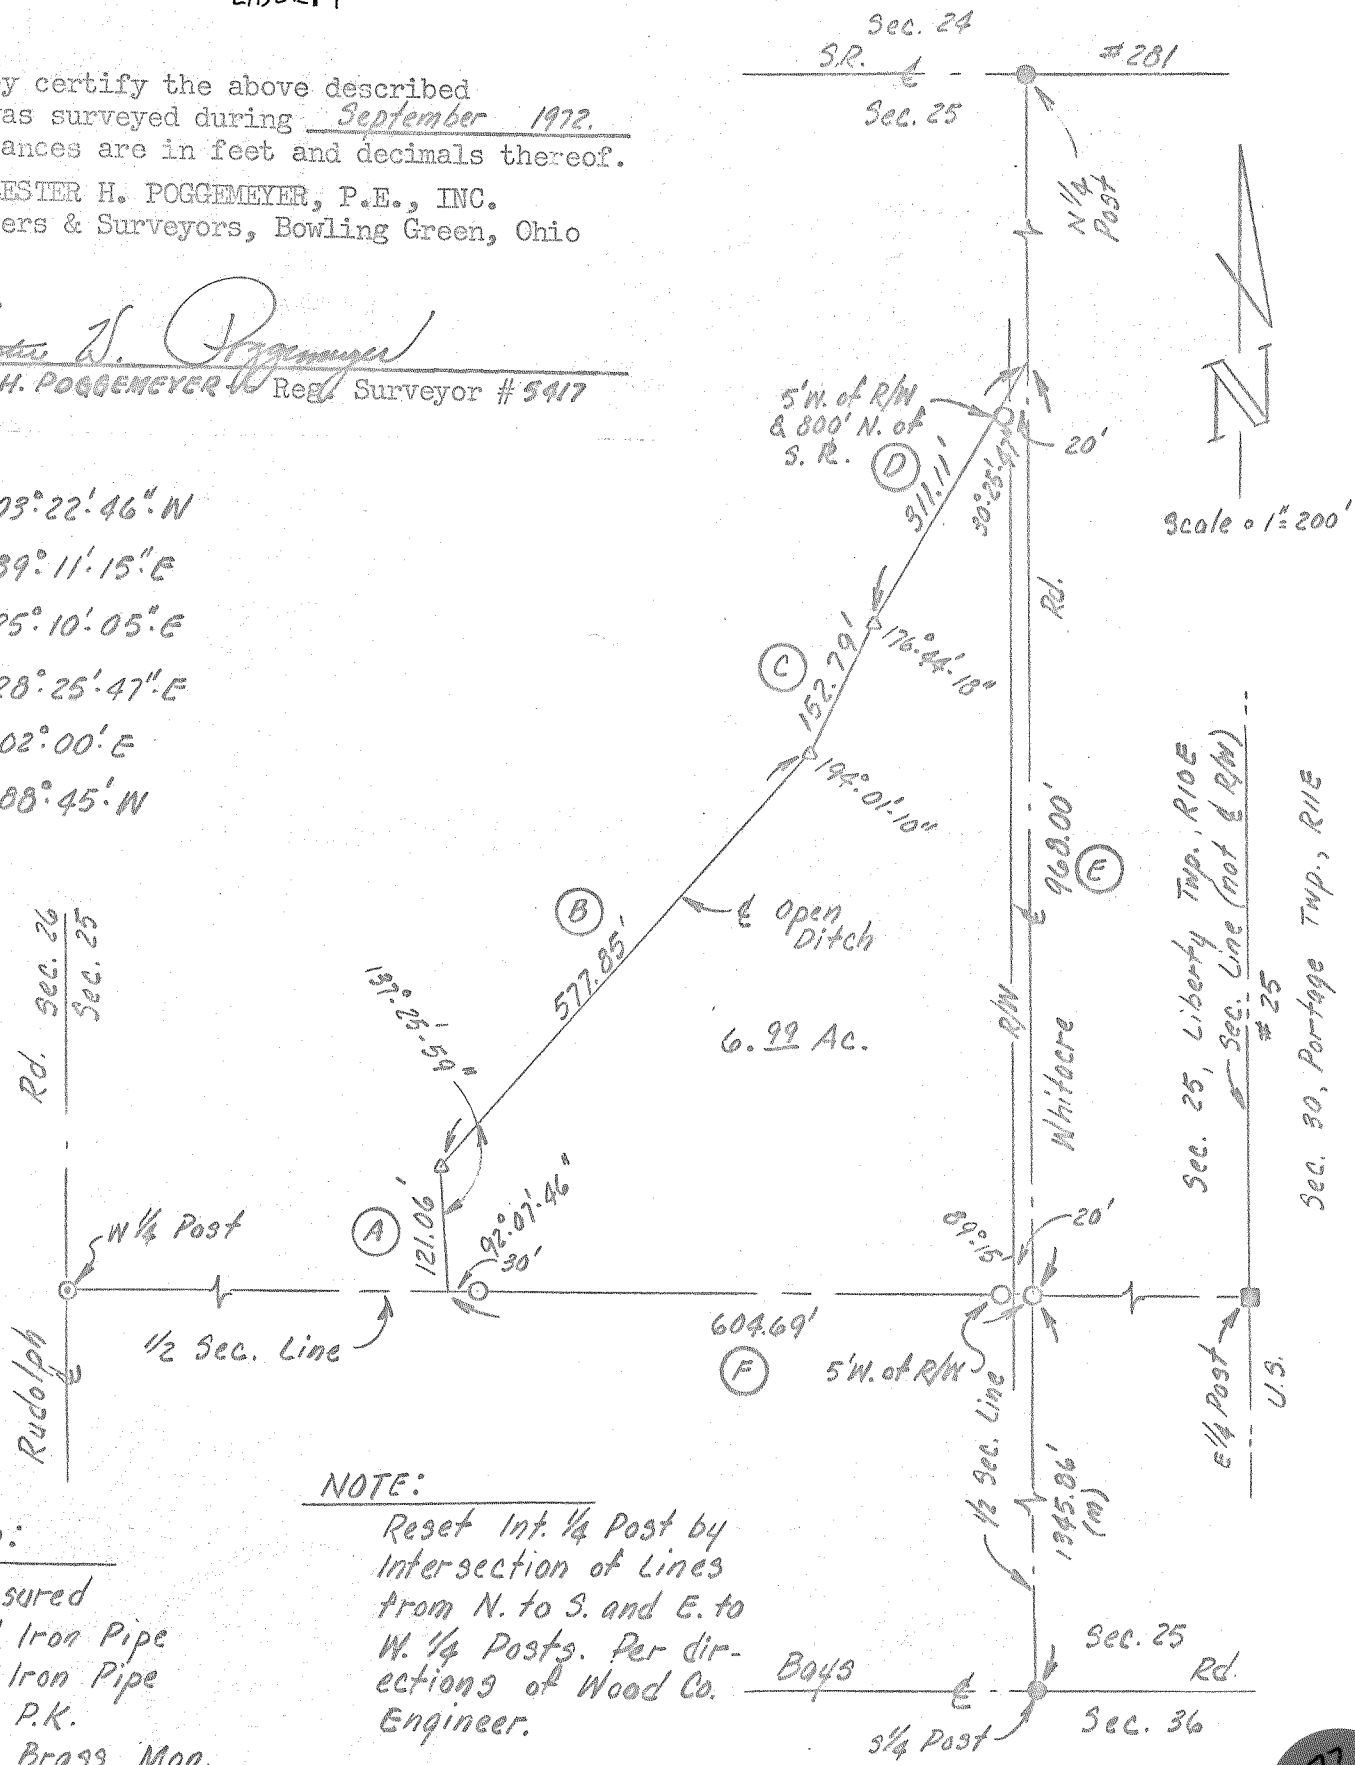 Sec. 24
S.R. ℄ #281
Sec. 25
y certify the above described
as surveyed during September 1972.
ances are in feet and decimals thereof.
ESTER H. POGGEMEYER, P.E., INC.
ers & Surveyors, Bowling Green, Ohio
H. POGGEMEYER Reg. Surveyor #5417
N 1/4
Post
N
Scale : 1"=200'
5' W. of R/W
& 800' N. of
S. R.
D
311.11'
30°-25'-47"
20'
03°-22'-46"-W
89°-11'-15"-E
25°-10'-05"-E
28°-25'-47"-E
02°-00'-E
88°-45'-W
C
152.79'
176°-44'-18"
194°-01'-10"
B
577.85'
137°-25'-59"
℄ Open
Ditch
6.99 Ac.
A
121.06'
92°-07'-46"
30'
R/W
Whitacre
Rd.
℄
968.00'
E
Sec. 25, Liberty Twp., R10E
Sec. Line (not ℄ R/W)
U.S. #25
Sec. 30, Portage Twp., R11E
Sec. 26
Sec. 25
Rudolph Rd.
℄
W 1/4 Post
1/2 Sec. Line
604.69'
F
89°-15'
20'
5' W. of R/W
E 1/4 Post
1/2 Sec. Line
1345.86'
(M)
NOTE:
Reset Int. 1/4 Post by
Intersection of Lines
from N. to S. and E. to
W. 1/4 Posts. Per dir-
ections of Wood Co.
Engineer.
sured
Iron Pipe
Iron Pipe
P.K.
Brass Mon.
Sec. 25
Bays ℄ Rd.
Sec. 36
S 1/4 Post